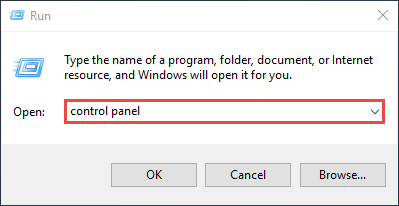 Run
Type the name of a program, folder, document, or Internet
resource, and Windows will open it for you.
Open: control panel
OK Cancel Browse...